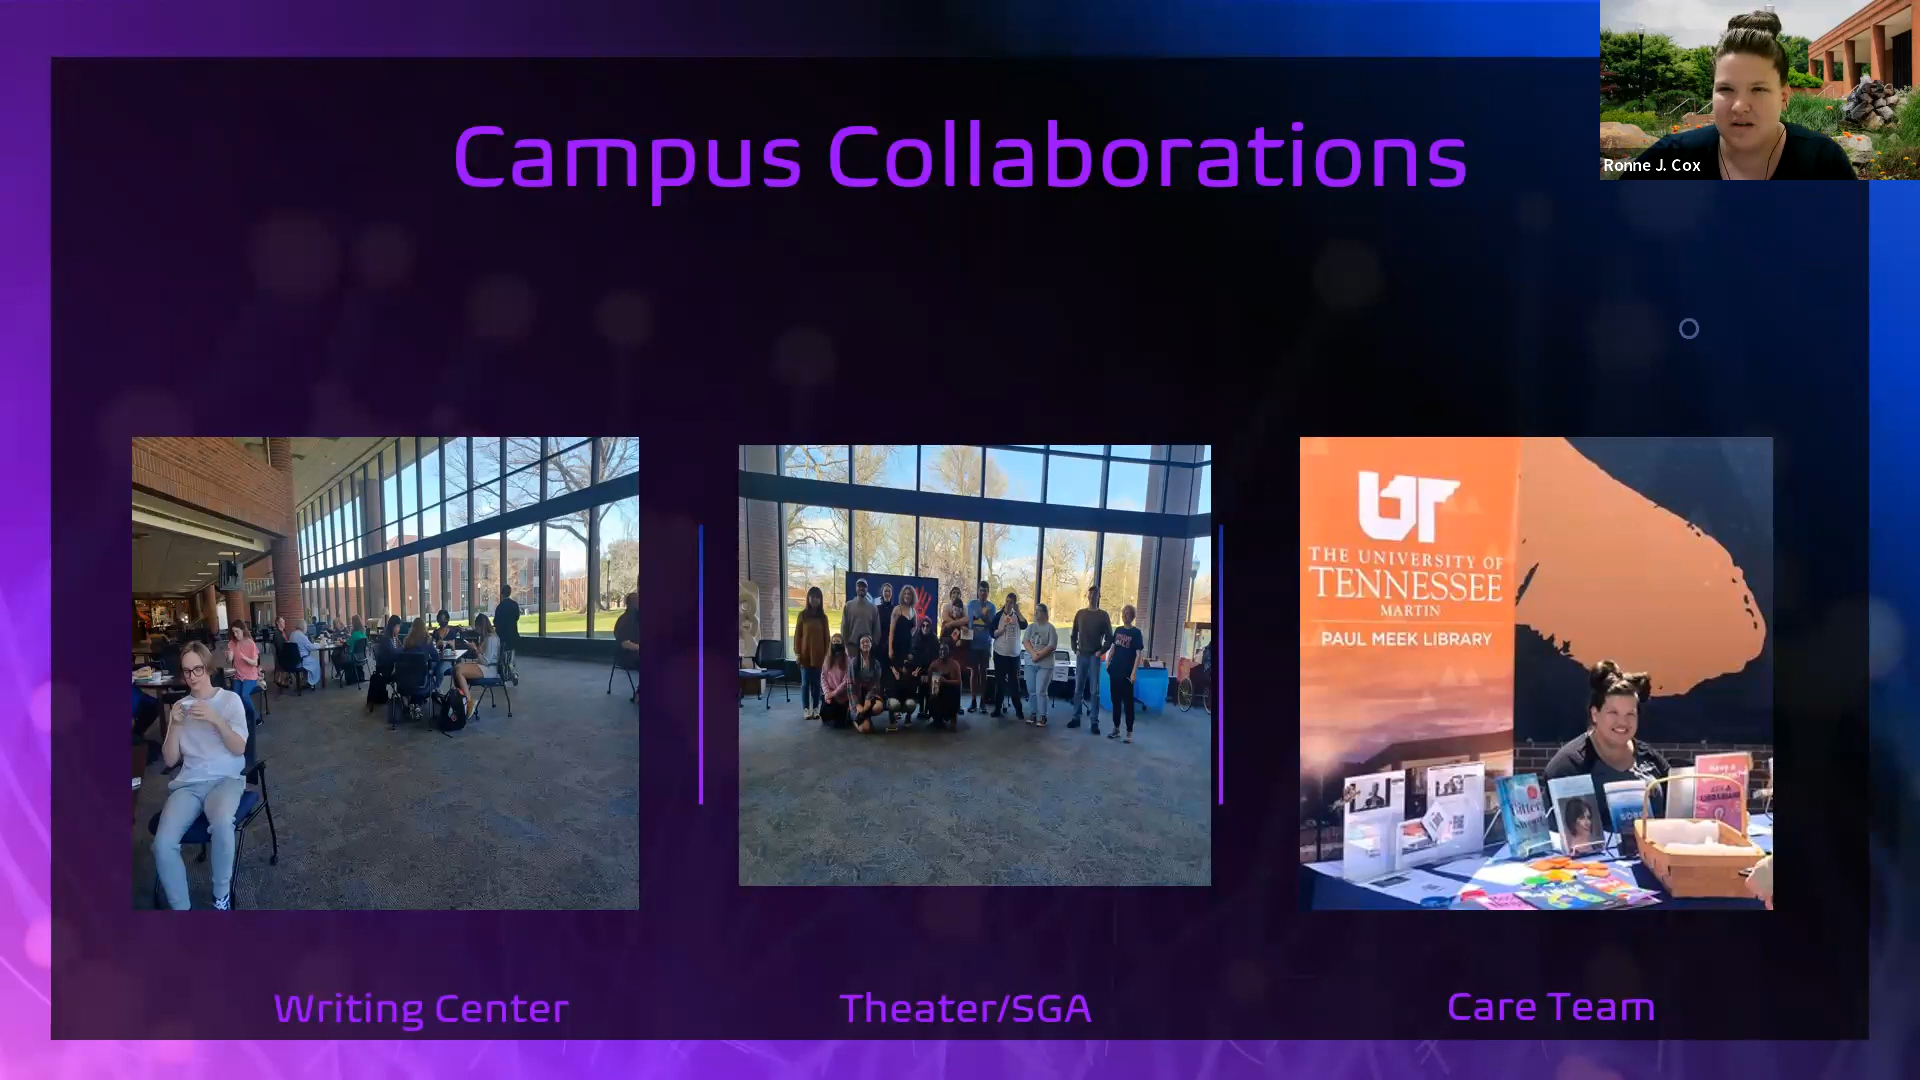 Campus Collaborations
Ronne J. Cox
UT
THE UNIVERSITY OF
TENNESSEE
MARTIN
PAUL MEEK LIBRARY
Writing Center
Theater/SGA
Care Team